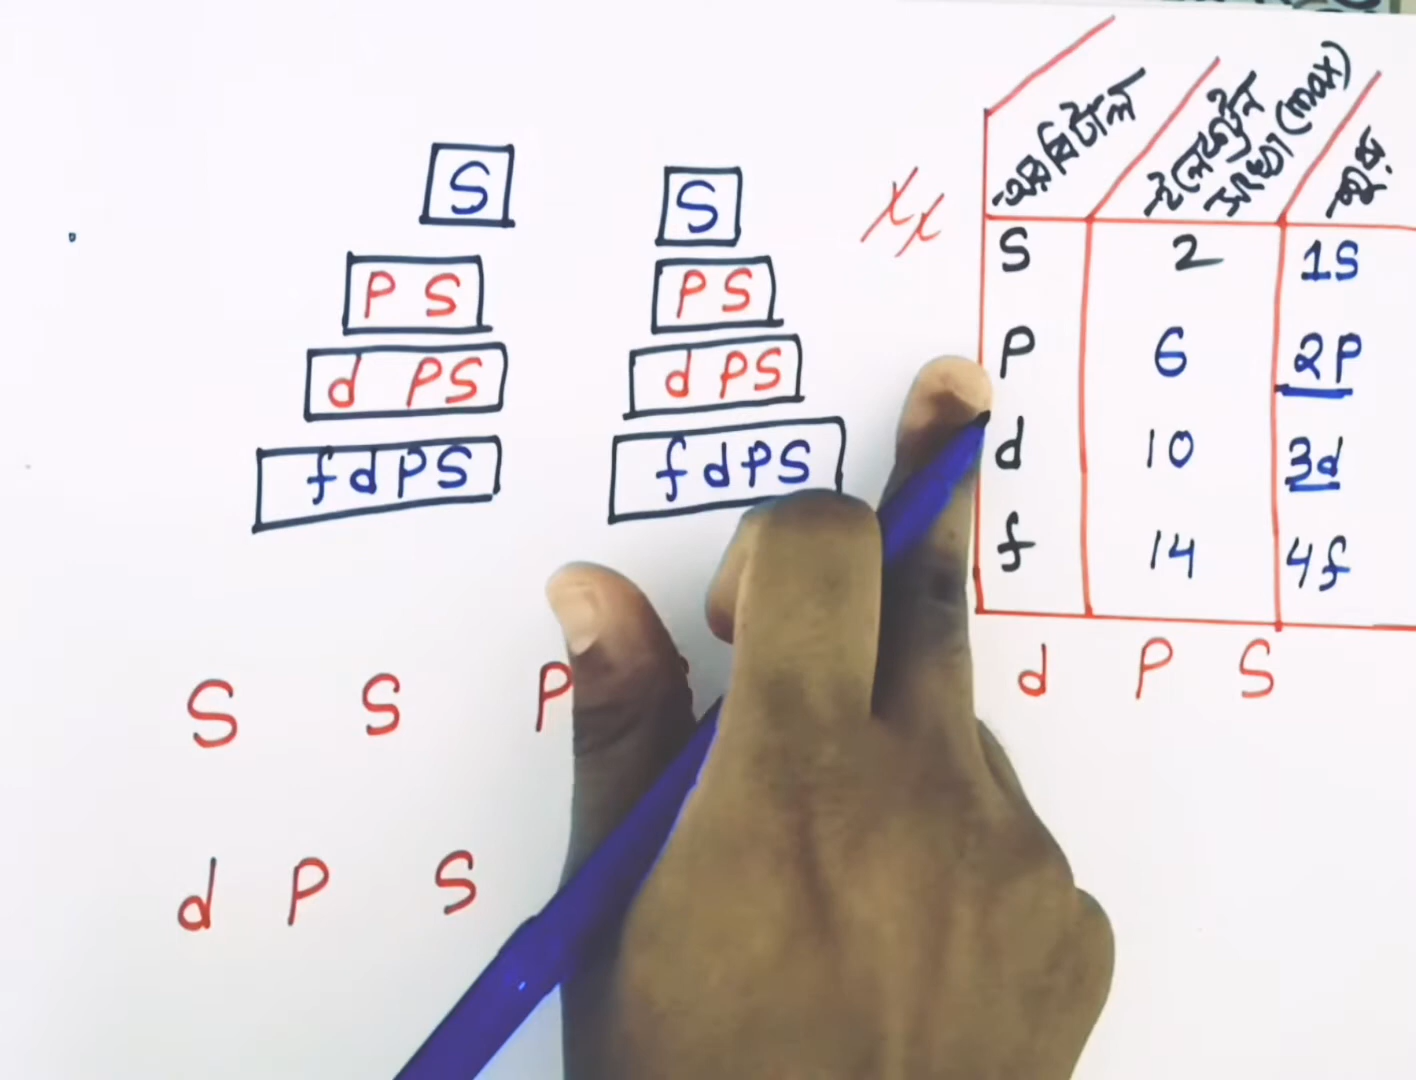 S S
P S P S
d P S d P S
f d P S f d P S
অরবিটাল ইলেকট্রন সংখ্যা (max) শুরু
S 2 1S
P 6 2P
d 10 3d
f 14 4f
S S P d P S
d P S